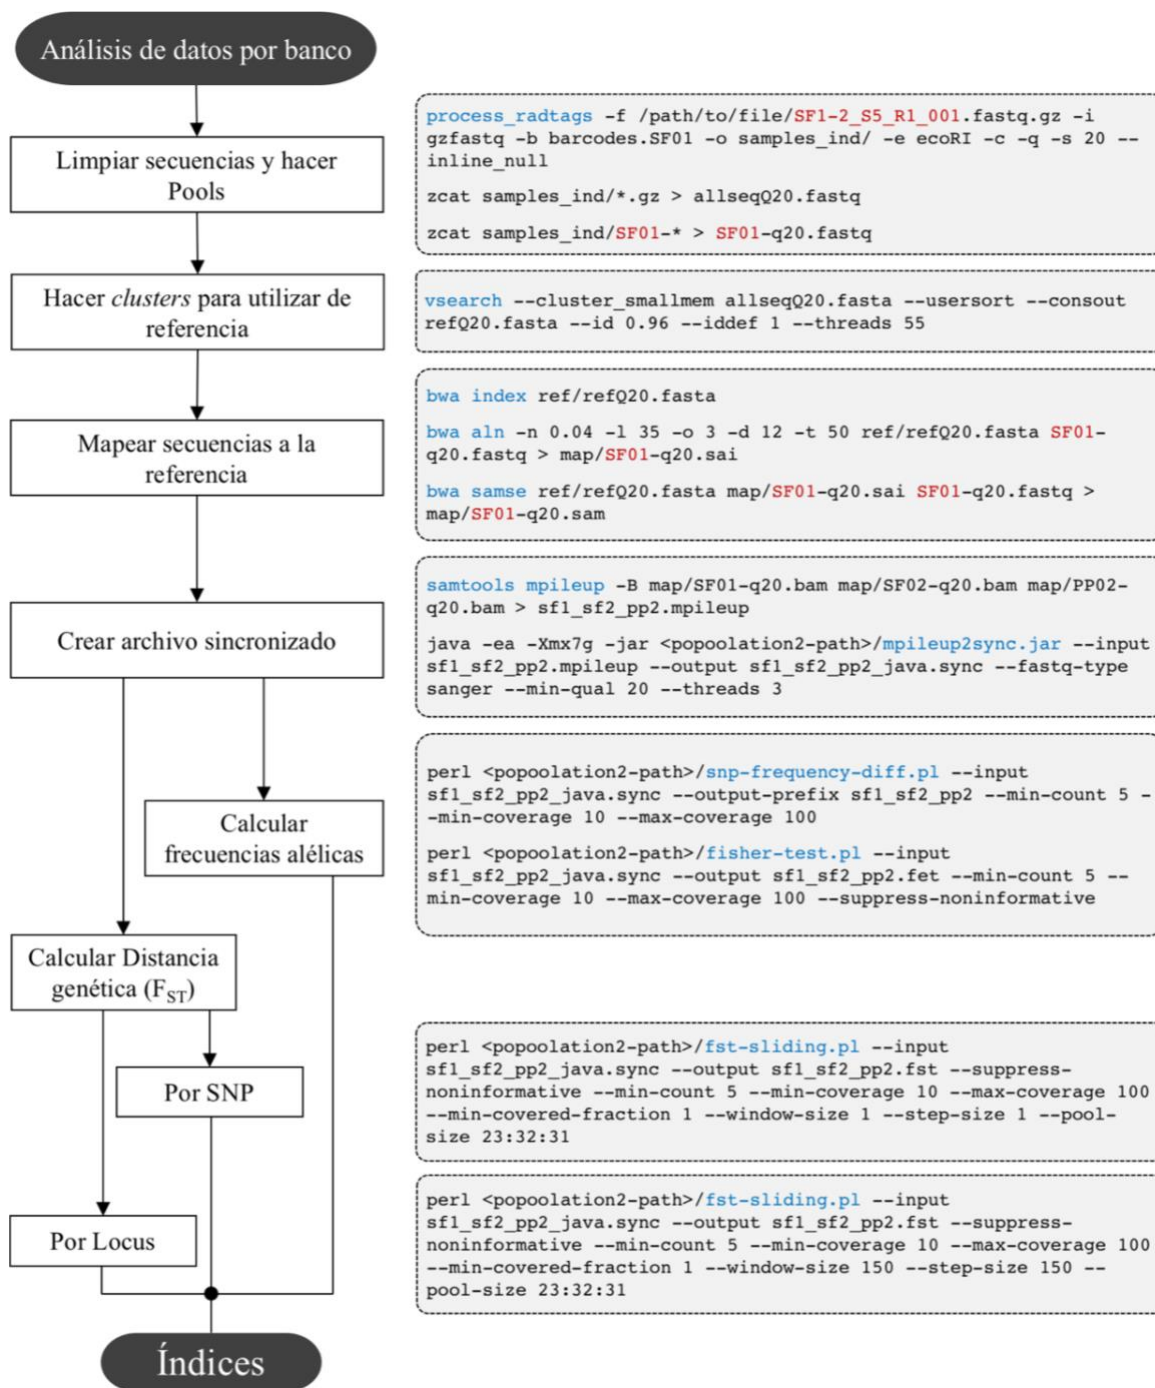 Análisis de datos por banco
Limpiar secuencias y hacer
Pools
process_radtags -f /path/to/file/SF1-2_S5_R1_001.fastq.gz -i
gzfastq -b barcodes.SF01 -o samples_ind/ -e ecoRI -c -q -s 20 --
inline_null
zcat samples_ind/*.gz > allseqQ20.fastq
zcat samples_ind/SF01-* > SF01-q20.fastq
Hacer clusters para utilizar de
referencia
vsearch --cluster_smallmem allseqQ20.fasta --usersort --consout
refQ20.fasta --id 0.96 --iddef 1 --threads 55
Mapear secuencias a la
referencia
bwa index ref/refQ20.fasta
bwa aln -n 0.04 -l 35 -o 3 -d 12 -t 50 ref/refQ20.fasta SF01-
q20.fastq > map/SF01-q20.sai
bwa samse ref/refQ20.fasta map/SF01-q20.sai SF01-q20.fastq >
map/SF01-q20.sam
Crear archivo sincronizado
samtools mpileup -B map/SF01-q20.bam map/SF02-q20.bam map/PP02-
q20.bam > sf1_sf2_pp2.mpileup
java -ea -Xmx7g -jar <popoolation2-path>/mpileup2sync.jar --input
sf1_sf2_pp2.mpileup --output sf1_sf2_pp2_java.sync --fastq-type
sanger --min-qual 20 --threads 3
Calcular
frecuencias alélicas
perl <popoolation2-path>/snp-frequency-diff.pl --input
sf1_sf2_pp2_java.sync --output-prefix sf1_sf2_pp2 --min-count 5 -
-min-coverage 10 --max-coverage 100
perl <popoolation2-path>/fisher-test.pl --input
sf1_sf2_pp2_java.sync --output sf1_sf2_pp2.fet --min-count 5 --
min-coverage 10 --max-coverage 100 --suppress-noninformative
Calcular Distancia
genética (FST)
Por SNP
perl <popoolation2-path>/fst-sliding.pl --input
sf1_sf2_pp2_java.sync --output sf1_sf2_pp2.fst --suppress-
noninformative --min-count 5 --min-coverage 10 --max-coverage 100
--min-covered-fraction 1 --window-size 1 --step-size 1 --pool-
size 23:32:31
Por Locus
perl <popoolation2-path>/fst-sliding.pl --input
sf1_sf2_pp2_java.sync --output sf1_sf2_pp2.fst --suppress-
noninformative --min-count 5 --min-coverage 10 --max-coverage 100
--min-covered-fraction 1 --window-size 150 --step-size 150 --
pool-size 23:32:31
Índices